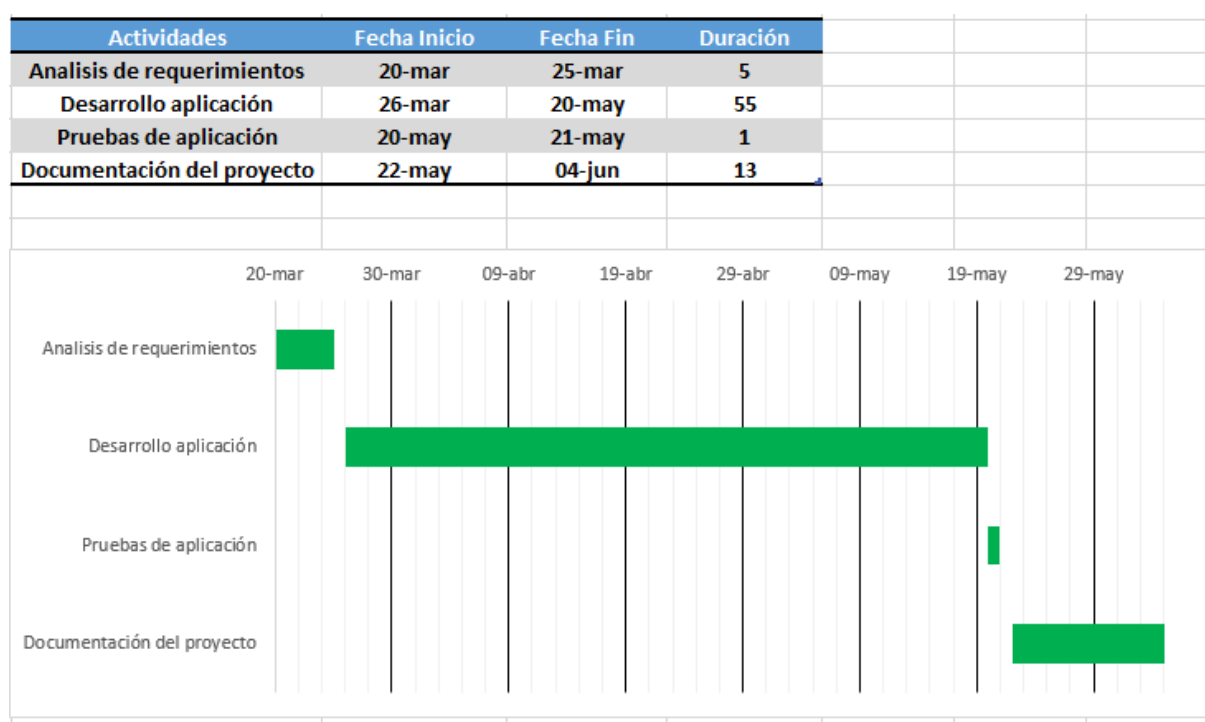 Actividades Fecha Inicio Fecha Fin Duración
Analisis de requerimientos 20-mar 25-mar 5
Desarrollo aplicación 26-mar 20-may 55
Pruebas de aplicación 20-may 21-may 1
Documentación del proyecto 22-may 04-jun 13
20-mar 30-mar 09-abr 19-abr 29-abr 09-may 19-may 29-may
Analisis de requerimientos
Desarrollo aplicación
Pruebas de aplicación
Documentación del proyecto